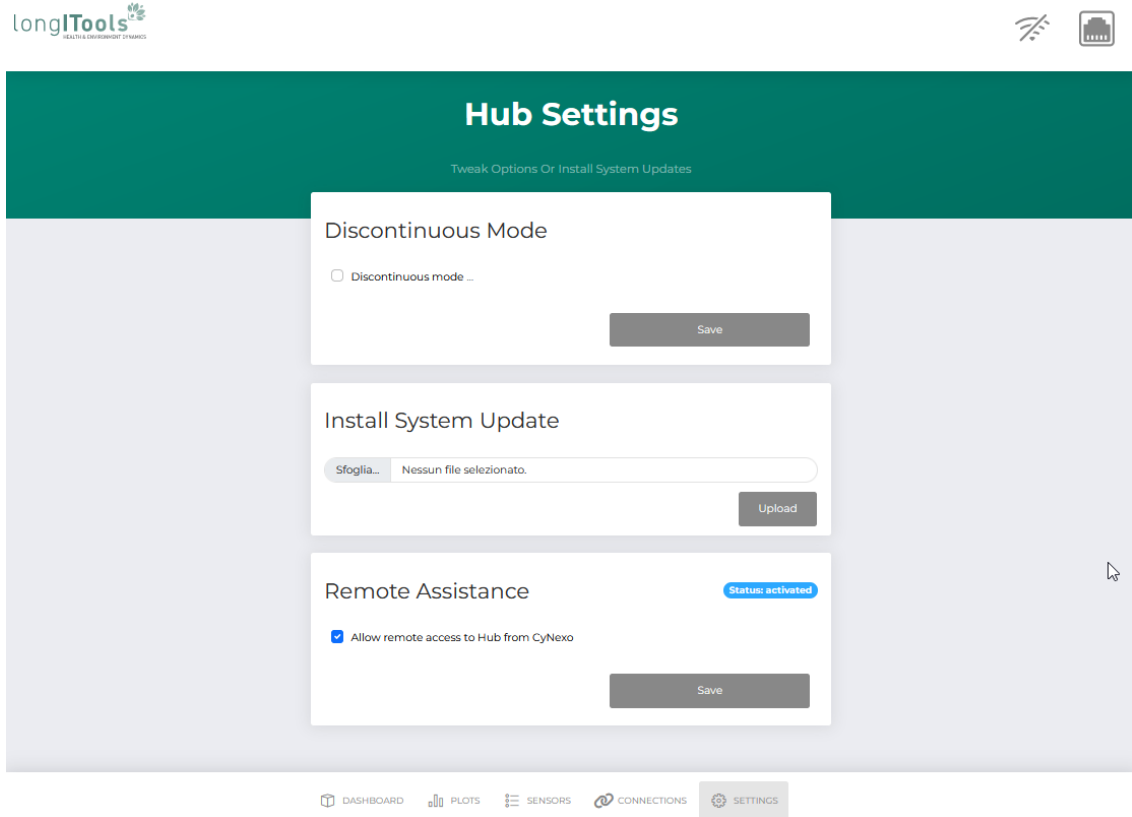 longITools
HEALTH & ENVIRONMENT DYNAMICS
Hub Settings
Tweak Options Or Install System Updates
Discontinuous Mode
Discontinuous mode ...
Save
Install System Update
Sfoglia... Nessun file selezionato.
Upload
Remote Assistance Status: activated
Allow remote access to Hub from CyNexo
Save
DASHBOARD PLOTS SENSORS CONNECTIONS SETTINGS